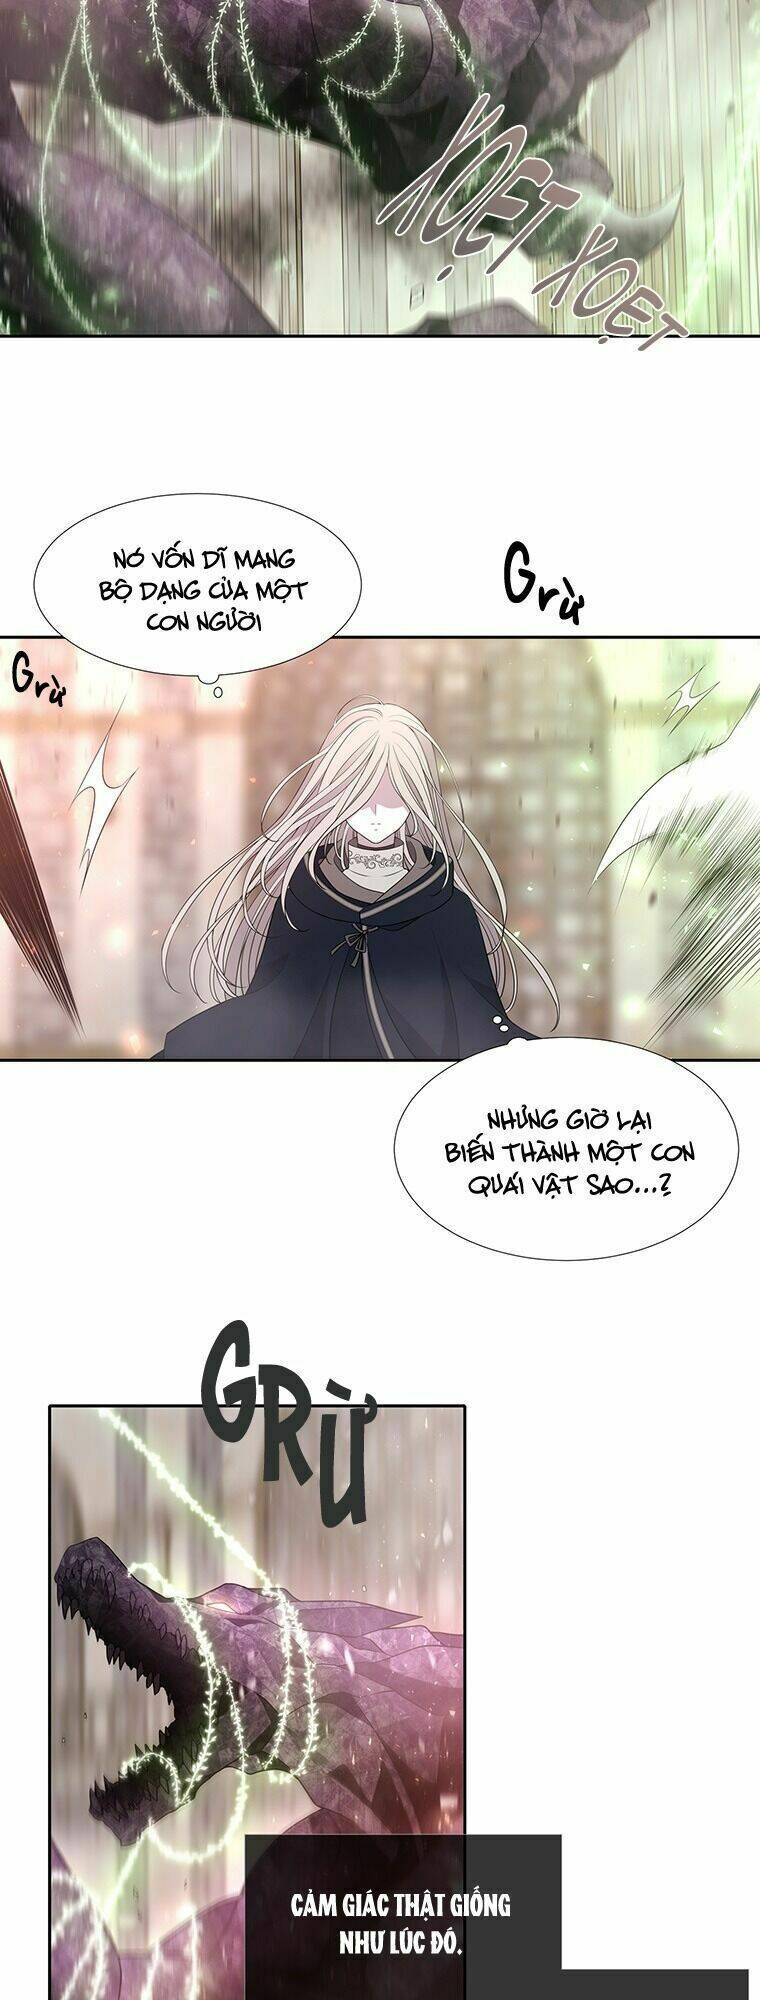 XOẸT XOẸT
NÓ VỐN DĨ MANG
BỘ DẠNG CỦA MỘT
CON NGƯỜI
GRỪ
GRỪ
NHƯNG GIỜ LẠI
BIẾN THÀNH MỘT CON
QUÁI VẬT SAO...?
GRỪ
CẢM GIÁC THẬT GIỐNG
NHƯ LÚC ĐÓ.